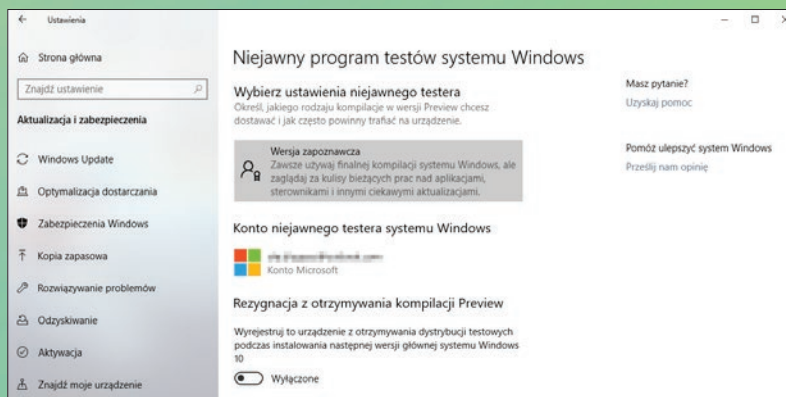 Ustawienia
Strona główna
Znajdź ustawienie
Aktualizacja i zabezpieczenia
Windows Update
Optymalizacja dostarczania
Zabezpieczenia Windows
Kopia zapasowa
Rozwiązywanie problemów
Odzyskiwanie
Aktywacja
Znajdź moje urządzenie
Niejawny program testów systemu Windows
Wybierz ustawienia niejawnego testera
Określ, jakiego rodzaju kompilacje w wersji Preview chcesz
dostawać i jak często powinny trafiać na urządzenie.
Wersja zapoznawcza
Zawsze używaj finalnej kompilacji systemu Windows, ale
zaglądaj za kulisy bieżących prac nad aplikacjami,
sterownikami i innymi ciekawymi aktualizacjami.
Konto niejawnego testera systemu Windows
Konto Microsoft
Rezygnacja z otrzymywania kompilacji Preview
Wyrejestruj to urządzenie z otrzymywania dystrybucji testowych
podczas instalowania następnej wersji głównej systemu Windows
10
Wyłączone
Masz pytanie?
Uzyskaj pomoc
Pomóż ulepszyć system Windows
Prześlij nam opinię